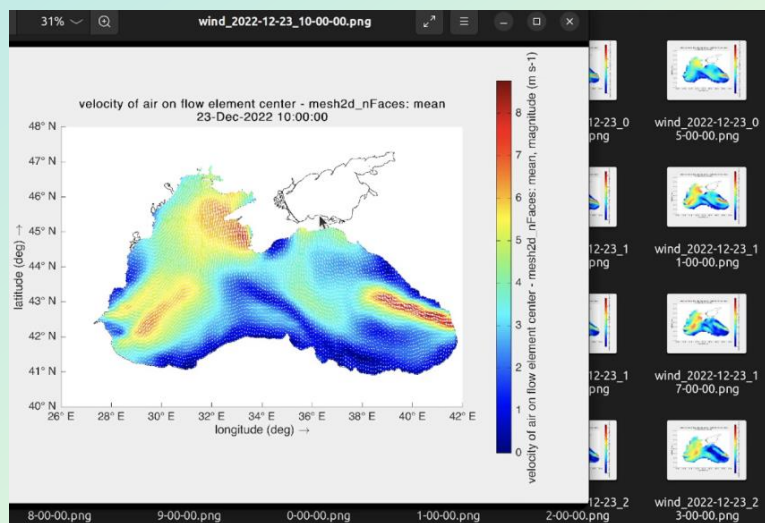 31%
wind_2022-12-23_10-00-00.png
velocity of air on flow element center - mesh2d_nFaces: mean
23-Dec-2022 10:00:00
48° N
47° N
46° N
45° N
44° N
43° N
42° N
41° N
40° N
latitude (deg) →
26° E 28° E 30° E 32° E 34° E 36° E 38° E 40° E 42° E
longitude (deg) →
8
7
6
5
4
3
2
1
0
velocity of air on flow element center - mesh2d_nFaces: mean, magnitude (m s-1)
12-23_0 wind_2022-12-23_0
png 5-00-00.png
12-23_1 wind_2022-12-23_1
png 1-00-00.png
12-23_1 wind_2022-12-23_1
png 7-00-00.png
12-23_2 wind_2022-12-23_2
8-00-00.png 9-00-00.png 0-00-00.png 1-00-00.png 2-00-00.png 3-00-00.png